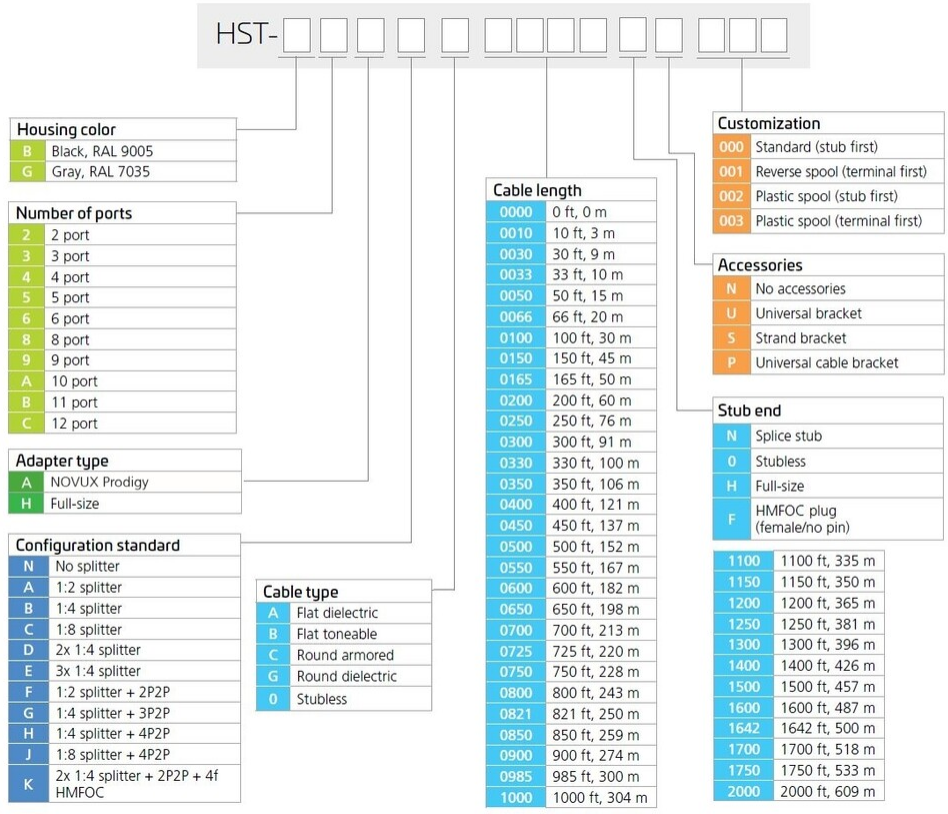 HST-
Housing color
B Black, RAL 9005
G Gray, RAL 7035
Number of ports
2 2 port
3 3 port
4 4 port
5 5 port
6 6 port
8 8 port
9 9 port
A 10 port
B 11 port
C 12 port
Adapter type
A NOVUX Prodigy
H Full-size
Configuration standard
N No splitter
A 1:2 splitter
B 1:4 splitter
C 1:8 splitter
D 2x 1:4 splitter
E 3x 1:4 splitter
F 1:2 splitter + 2P2P
G 1:4 splitter + 3P2P
H 1:4 splitter + 4P2P
J 1:8 splitter + 4P2P
K 2x 1:4 splitter + 2P2P + 4f
HMFOC
Cable type
A Flat dielectric
B Flat toneable
C Round armored
G Round dielectric
0 Stubless
Cable length
0000 0 ft, 0 m
0010 10 ft, 3 m
0030 30 ft, 9 m
0033 33 ft, 10 m
0050 50 ft, 15 m
0066 66 ft, 20 m
0100 100 ft, 30 m
0150 150 ft, 45 m
0165 165 ft, 50 m
0200 200 ft, 60 m
0250 250 ft, 76 m
0300 300 ft, 91 m
0330 330 ft, 100 m
0350 350 ft, 106 m
0400 400 ft, 121 m
0450 450 ft, 137 m
0500 500 ft, 152 m
0550 550 ft, 167 m
0600 600 ft, 182 m
0650 650 ft, 198 m
0700 700 ft, 213 m
0725 725 ft, 220 m
0750 750 ft, 228 m
0800 800 ft, 243 m
0821 821 ft, 250 m
0850 850 ft, 259 m
0900 900 ft, 274 m
0985 985 ft, 300 m
1000 1000 ft, 304 m
1100 1100 ft, 335 m
1150 1150 ft, 350 m
1200 1200 ft, 365 m
1250 1250 ft, 381 m
1300 1300 ft, 396 m
1400 1400 ft, 426 m
1500 1500 ft, 457 m
1600 1600 ft, 487 m
1642 1642 ft, 500 m
1700 1700 ft, 518 m
1750 1750 ft, 533 m
2000 2000 ft, 609 m
Stub end
N Splice stub
0 Stubless
H Full-size
F HMFOC plug
(female/no pin)
Accessories
N No accessories
U Universal bracket
S Strand bracket
P Universal cable bracket
Customization
000 Standard (stub first)
001 Reverse spool (terminal first)
002 Plastic spool (stub first)
003 Plastic spool (terminal first)